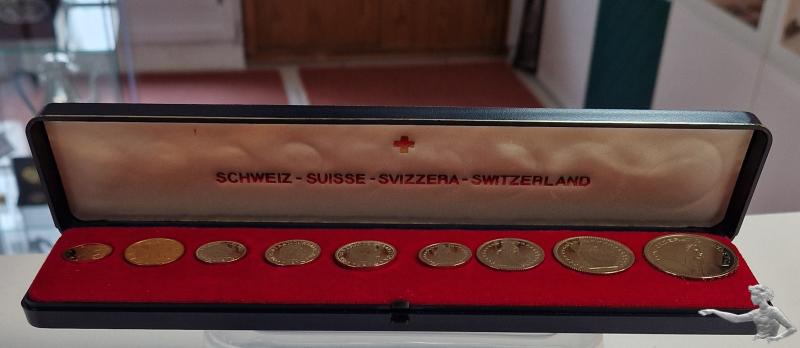 SCHWEIZ - SUISSE - SVIZZERA - SWITZERLAND